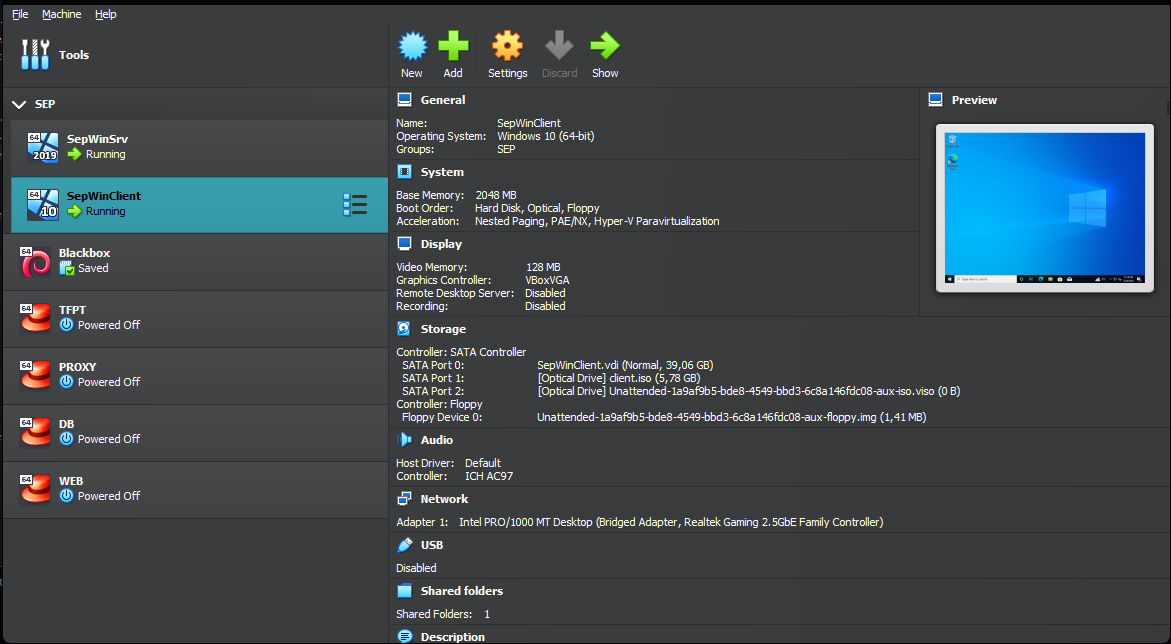 File Machine Help
Tools
New Add Settings Discard Show
SEP
64 2019 SepWinSrv
Running
64 10 SepWinClient
Running
64 Blackbox
Saved
64 TFPT
Powered Off
64 PROXY
Powered Off
64 DB
Powered Off
64 WEB
Powered Off
General
Name: SepWinClient
Operating System: Windows 10 (64-bit)
Groups: SEP
System
Base Memory: 2048 MB
Boot Order: Hard Disk, Optical, Floppy
Acceleration: Nested Paging, PAE/NX, Hyper-V Paravirtualization
Display
Video Memory: 128 MB
Graphics Controller: VBoxVGA
Remote Desktop Server: Disabled
Recording: Disabled
Storage
Controller: SATA Controller
SATA Port 0: SepWinClient.vdi (Normal, 39,06 GB)
SATA Port 1: [Optical Drive] client.iso (5,78 GB)
SATA Port 2: [Optical Drive] Unattended-1a9af9b5-bde8-4549-bbd3-6c8a146fdc08-aux-iso.viso (0 B)
Controller: Floppy
Floppy Device 0: Unattended-1a9af9b5-bde8-4549-bbd3-6c8a146fdc08-aux-floppy.img (1,41 MB)
Audio
Host Driver: Default
Controller: ICH AC97
Network
Adapter 1: Intel PRO/1000 MT Desktop (Bridged Adapter, Realtek Gaming 2.5GbE Family Controller)
USB
Disabled
Shared folders
Shared Folders: 1
Description
Preview